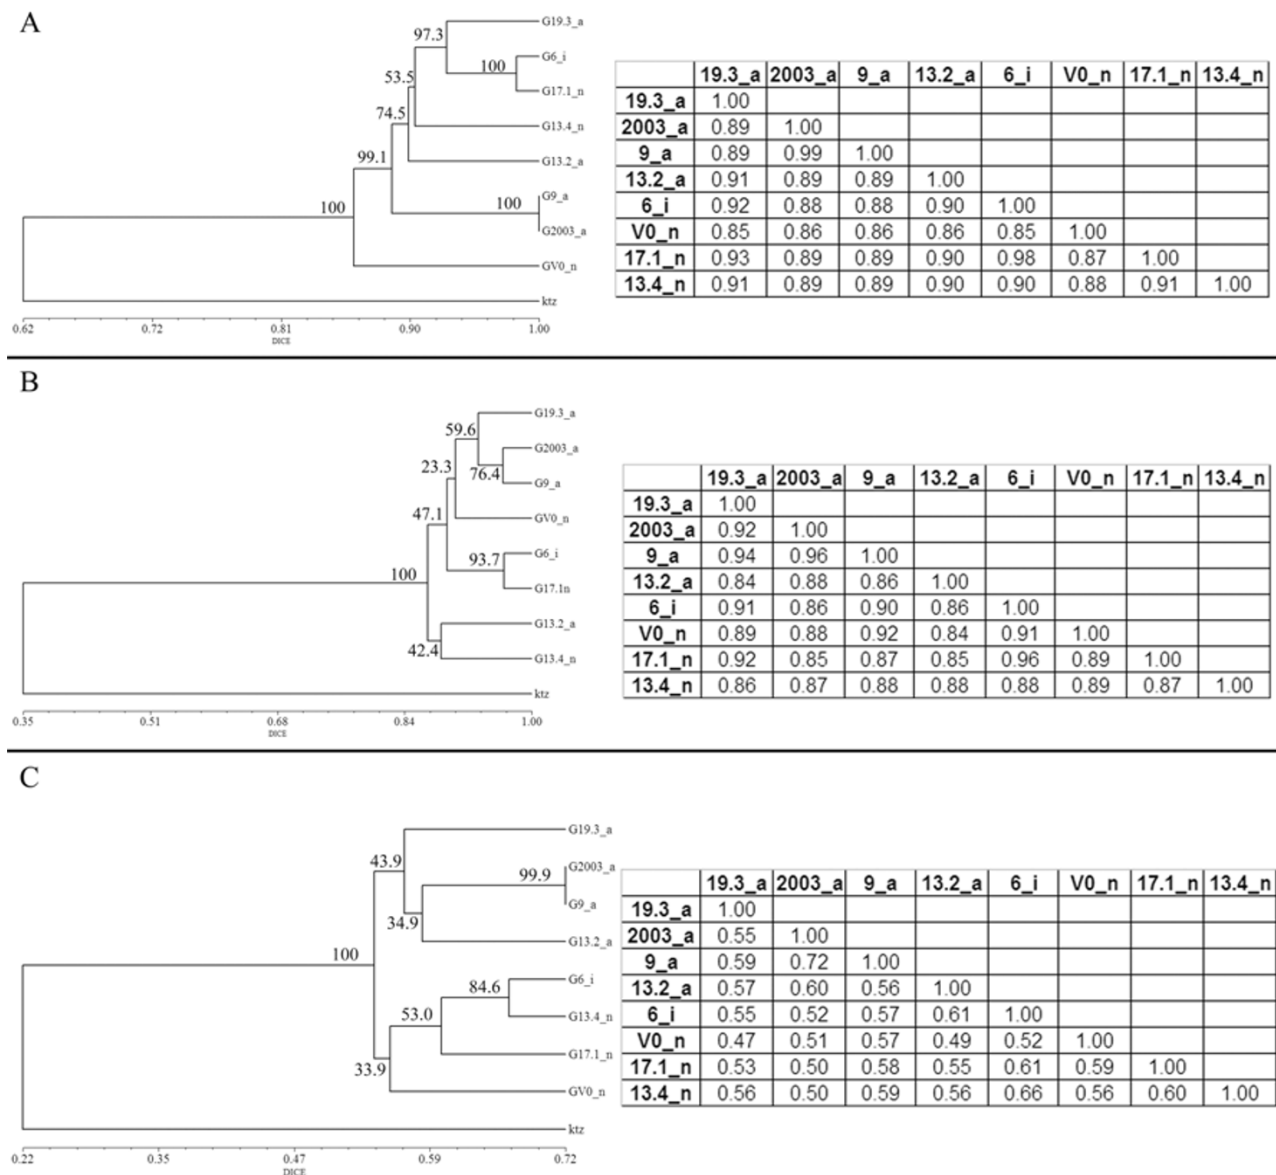 A
G19.3_a
97.3
G6_i
100
G17.1_n
53.5
G13.4_n
74.5
G13.2_a
99.1
G9_a
100
G2003_a
100
GV0_n
ktz
0.62 0.72 0.81 0.90 1.00
DICE
19.3_a 2003_a 9_a 13.2_a 6_i V0_n 17.1_n 13.4_n
19.3_a 1.00
2003_a 0.89 1.00
9_a 0.89 0.99 1.00
13.2_a 0.91 0.89 0.89 1.00
6_i 0.92 0.88 0.88 0.90 1.00
V0_n 0.85 0.86 0.86 0.86 0.85 1.00
17.1_n 0.93 0.89 0.89 0.90 0.98 0.87 1.00
13.4_n 0.91 0.89 0.89 0.90 0.90 0.88 0.91 1.00
B
G19.3_a
59.6
G2003_a
76.4
G9_a
23.3
GV0_n
47.1
G6_i
93.7
G17.1n
100
G13.2_a
42.4
G13.4_n
ktz
0.35 0.51 0.68 0.84 1.00
DICE
19.3_a 2003_a 9_a 13.2_a 6_i V0_n 17.1_n 13.4_n
19.3_a 1.00
2003_a 0.92 1.00
9_a 0.94 0.96 1.00
13.2_a 0.84 0.88 0.86 1.00
6_i 0.91 0.86 0.90 0.86 1.00
V0_n 0.89 0.88 0.92 0.84 0.91 1.00
17.1_n 0.92 0.85 0.87 0.85 0.96 0.89 1.00
13.4_n 0.86 0.87 0.88 0.88 0.88 0.89 0.87 1.00
C
G19.3_a
43.9
G2003_a
99.9
G9_a
34.9
G13.2_a
100
G6_i
84.6
G13.4_n
53.0
G17.1_n
33.9
GV0_n
ktz
0.22 0.35 0.47 0.59 0.72
DICE
19.3_a 2003_a 9_a 13.2_a 6_i V0_n 17.1_n 13.4_n
19.3_a 1.00
2003_a 0.55 1.00
9_a 0.59 0.72 1.00
13.2_a 0.57 0.60 0.56 1.00
6_i 0.55 0.52 0.57 0.61 1.00
V0_n 0.47 0.51 0.57 0.49 0.52 1.00
17.1_n 0.53 0.50 0.58 0.55 0.61 0.59 1.00
13.4_n 0.56 0.50 0.59 0.56 0.66 0.56 0.60 1.00